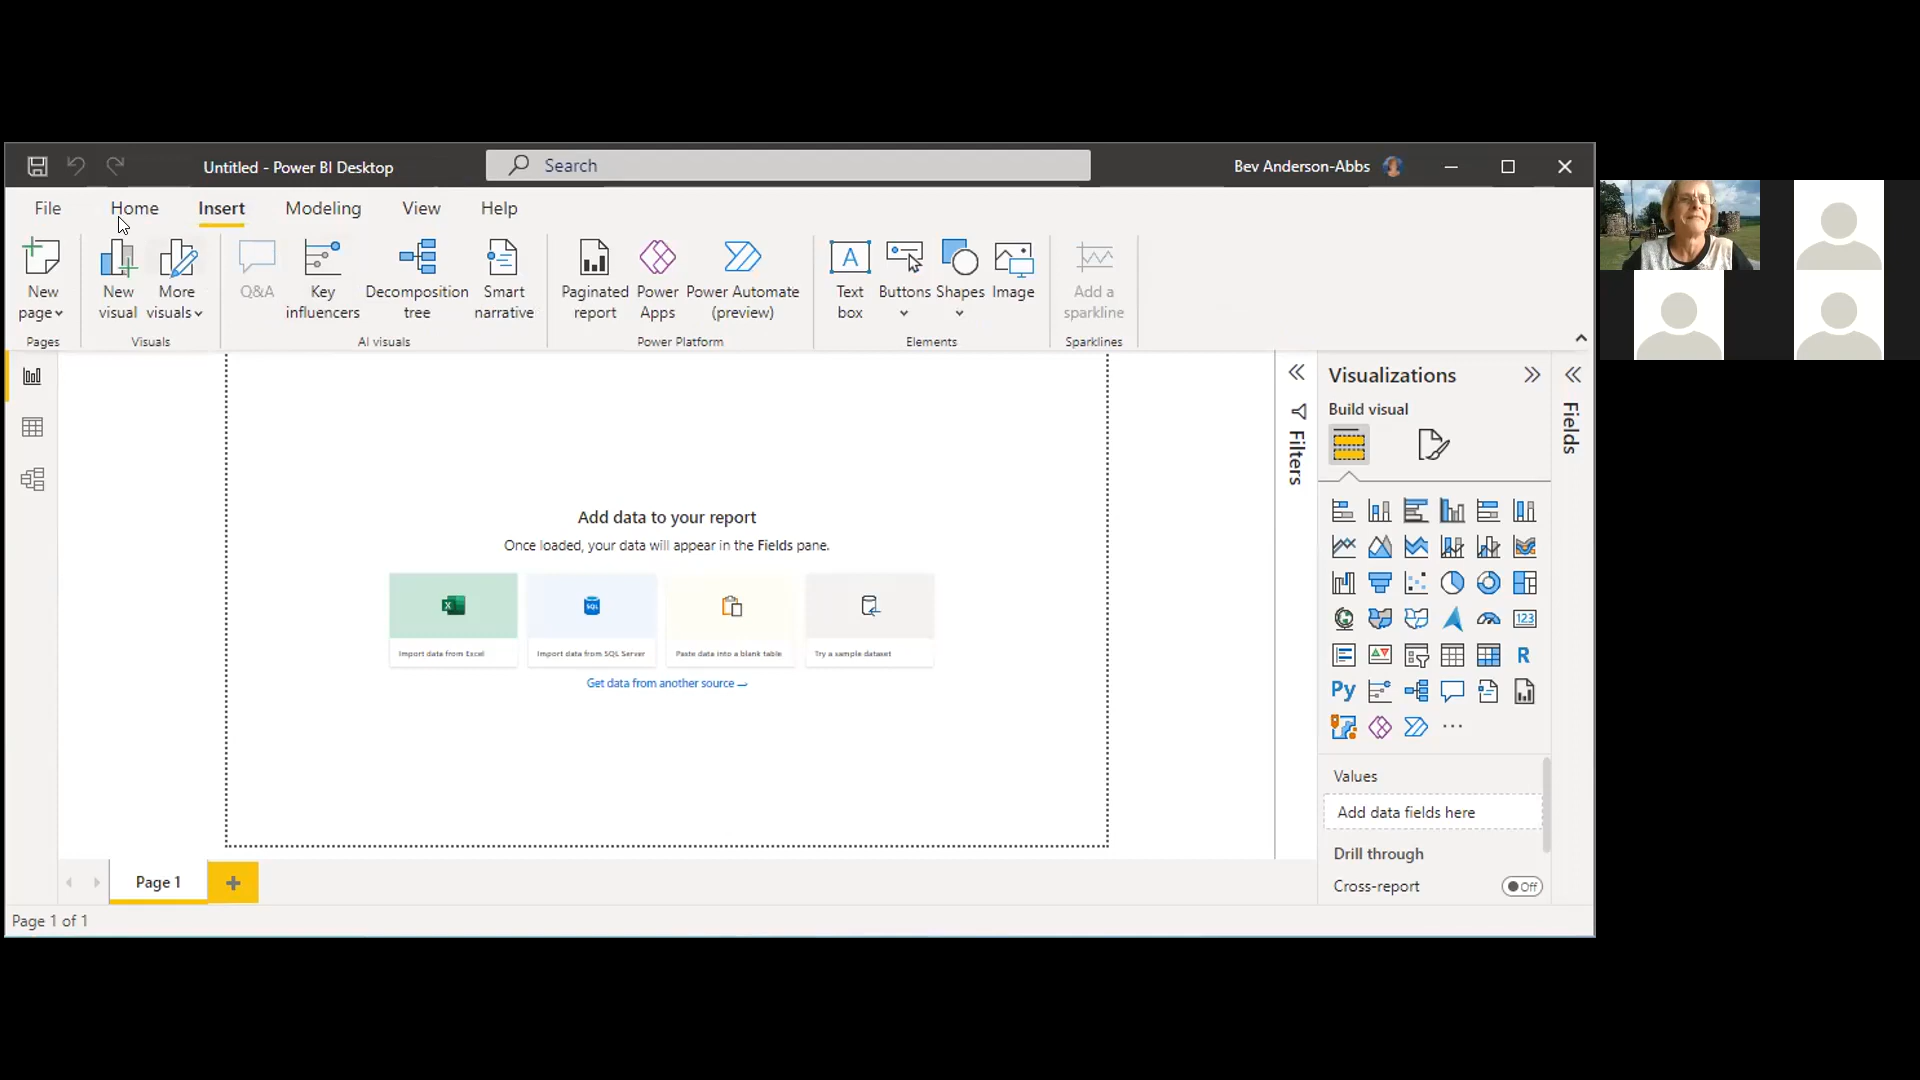 Untitled - Power BI Desktop
Search
Bev Anderson-Abbs
File Home Insert Modeling View Help
New page
New visual
More visuals
Q&A
Key influencers
Decomposition tree
Smart narrative
Paginated report
Power Apps
Power Automate (preview)
Text box
Buttons
Shapes
Image
Add a sparkline
Pages
Visuals
AI visuals
Power Platform
Elements
Sparklines
Add data to your report
Once loaded, your data will appear in the Fields pane.
X
SQL
Import data from Excel
Import data from SQL Server
Paste data into a blank table
Try a sample dataset
Get data from another source
Filters
Visualizations
Build visual
123
R
Py
Values
Add data fields here
Drill through
Cross-report
Off
Fields
Page 1
Page 1 of 1